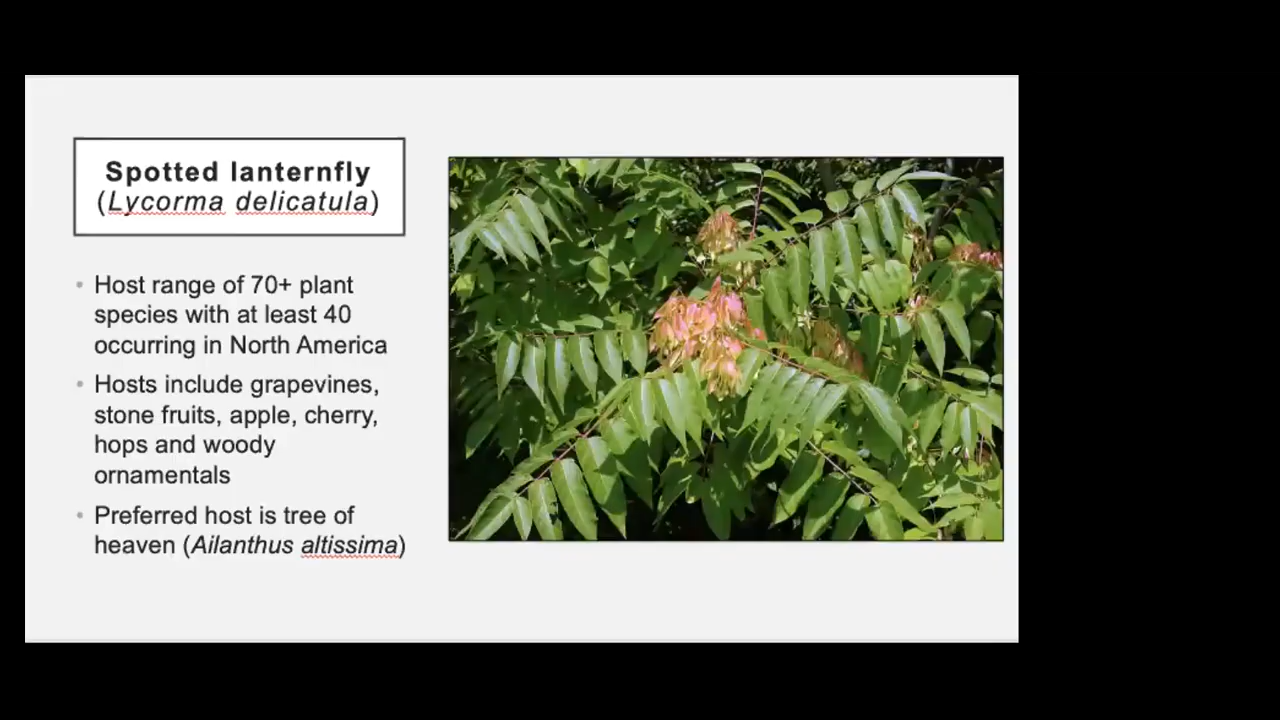 Spotted lanternfly
(Lycorma delicatula)
• Host range of 70+ plant
species with at least 40
occurring in North America
• Hosts include grapevines,
stone fruits, apple, cherry,
hops and woody
ornamentals
• Preferred host is tree of
heaven (Ailanthus altissima)